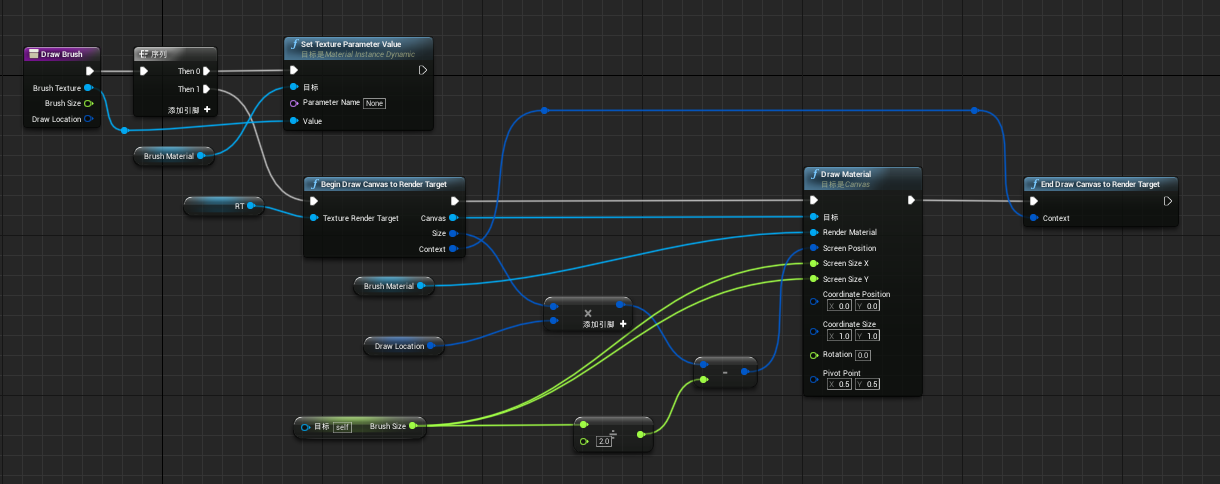 Draw Brush
Brush Texture
Brush Size
Draw Location
序列
Then 0
Then 1
添加引脚
Set Texture Parameter Value
目标是Material Instance Dynamic
目标
Parameter Name None
Value
Brush Material
RT
Begin Draw Canvas to Render Target
Texture Render Target Canvas
Size
Context
Brush Material
Draw Location
×
添加引脚
-
目标 self Brush Size
÷
2.0
Draw Material
目标是Canvas
目标
Render Material
Screen Position
Screen Size X
Screen Size Y
Coordinate Position
X 0.0 Y 0.0
Coordinate Size
X 1.0 Y 1.0
Rotation 0.0
Pivot Point
X 0.5 Y 0.5
End Draw Canvas to Render Target
Context